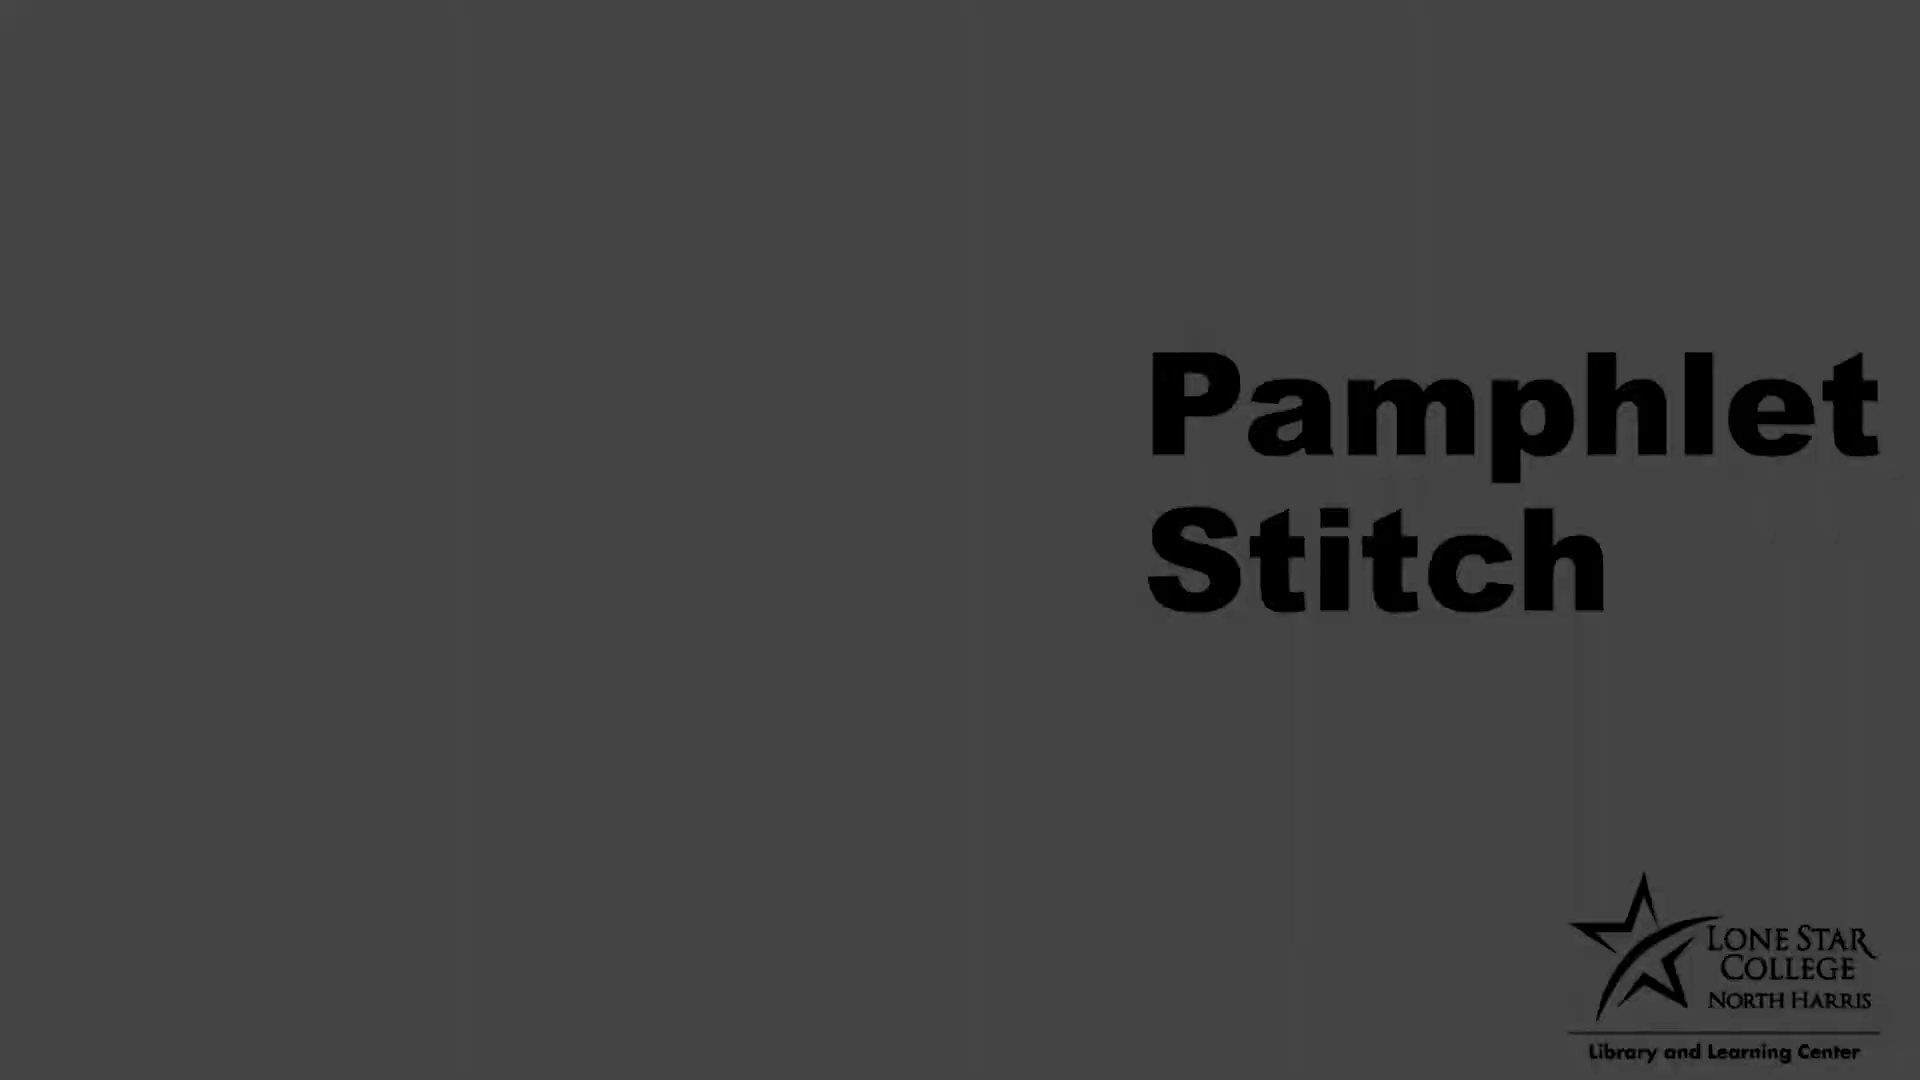 Pamphlet
Stitch
LONE STAR
COLLEGE
NORTH HARRIS
Library and Learning Center